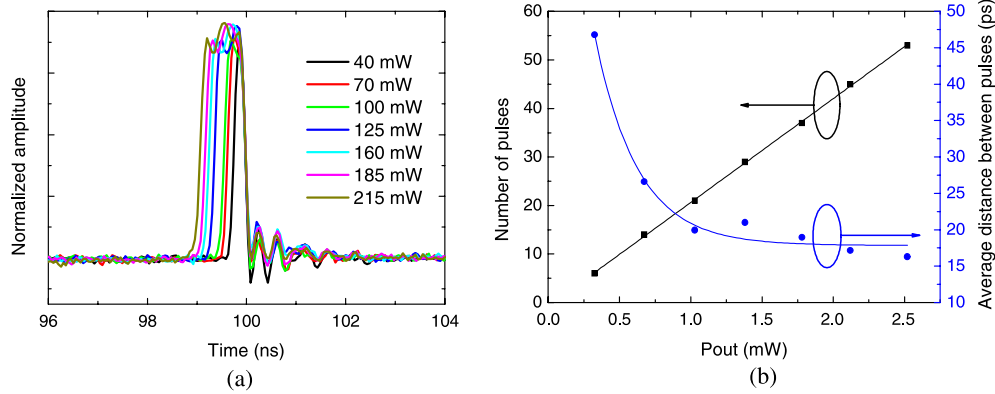 Normalized amplitude
40 mW
70 mW
100 mW
125 mW
160 mW
185 mW
215 mW
96
98
100
102
104
Time (ns)
(a)
Number of pulses
60
50
40
30
20
10
0
0.0
0.5
1.0
1.5
2.0
2.5
Pout (mW)
50
45
40
35
30
25
20
15
10
Average distance between pulses (ps)
(b)